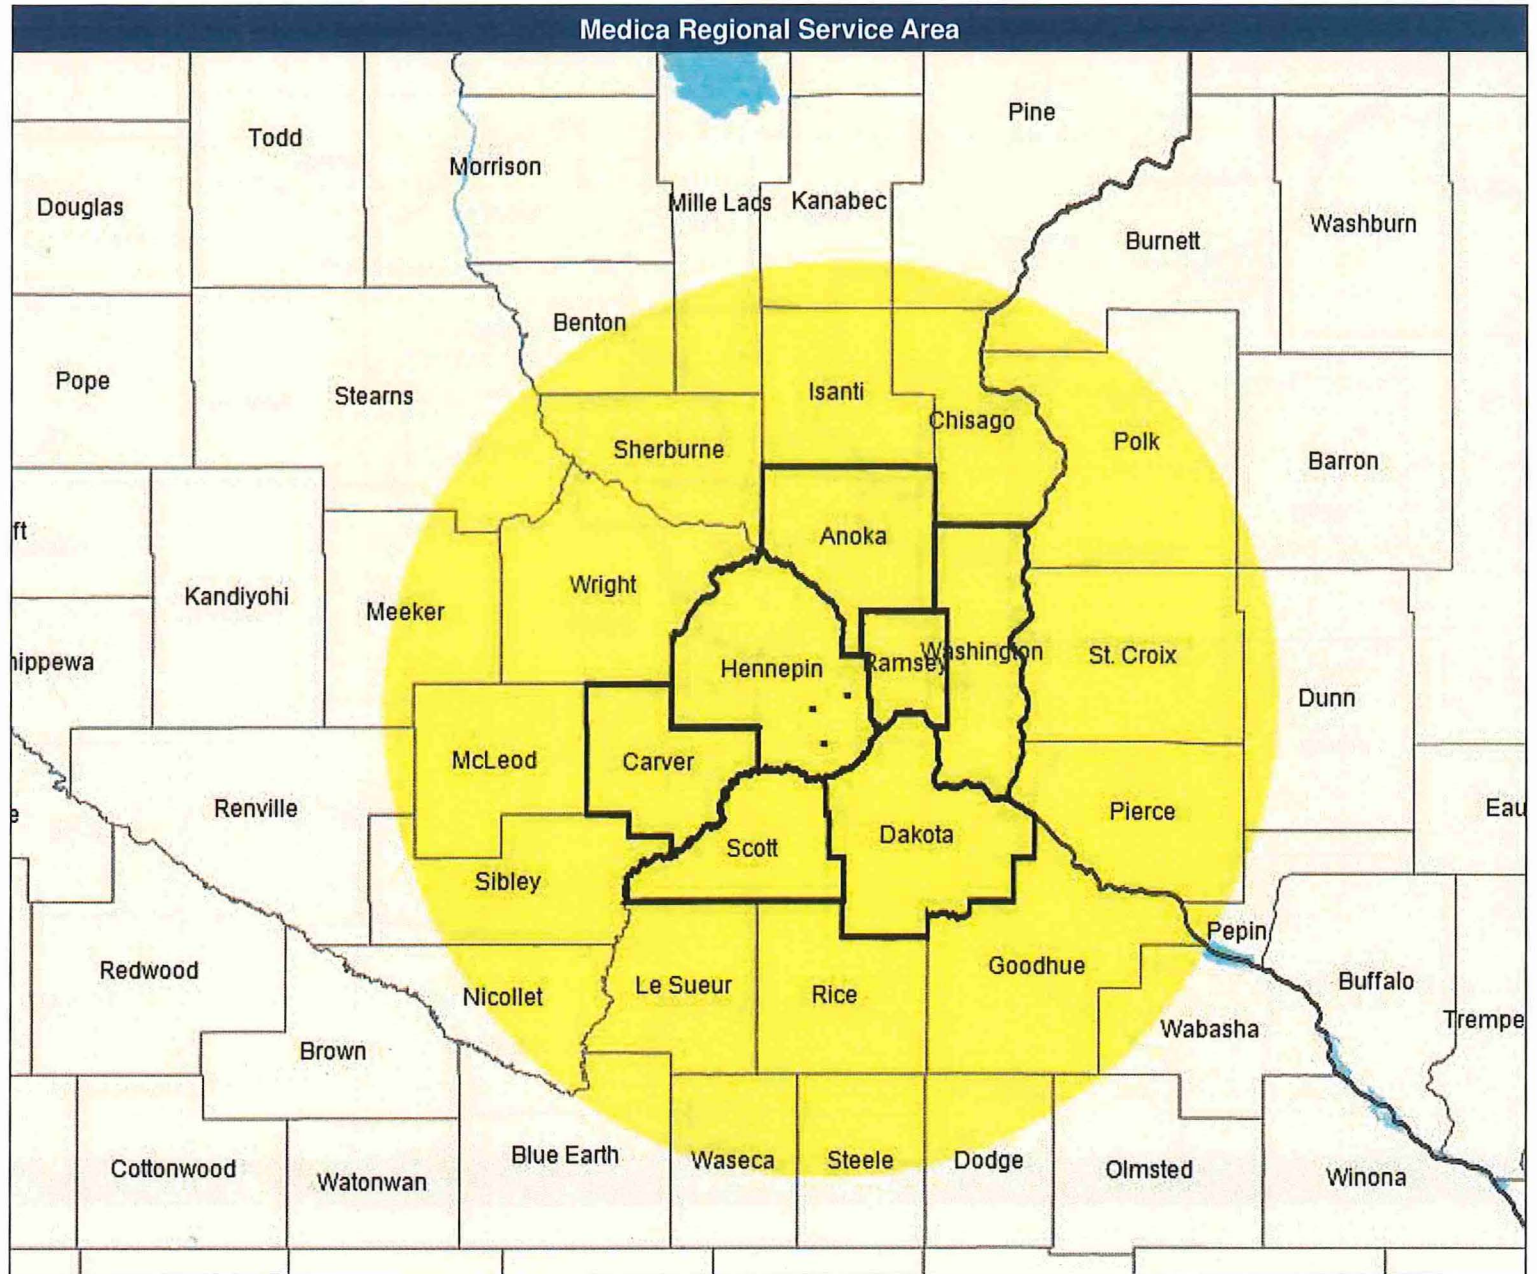 Medica Regional Service Area
Pine
Todd
Morrison
Mille Lacs
Kanabec
Douglas
Washburn
Burnett
Benton
Pope
Stearns
Isanti
Chisago
Polk
Sherburne
Barron
ft
Anoka
Wright
Kandiyohi
Meeker
Washington
St. Croix
hippewa
Hennepin
Ramsey
Dunn
McLeod
Carver
Renville
Pierce
Eau
e
Dakota
Scott
Sibley
Pepin
Redwood
Goodhue
Buffalo
Le Sueur
Rice
Nicollet
Trempe
Wabasha
Brown
Blue Earth
Waseca
Steele
Dodge
Cottonwood
Olmsted
Winona
Watonwan